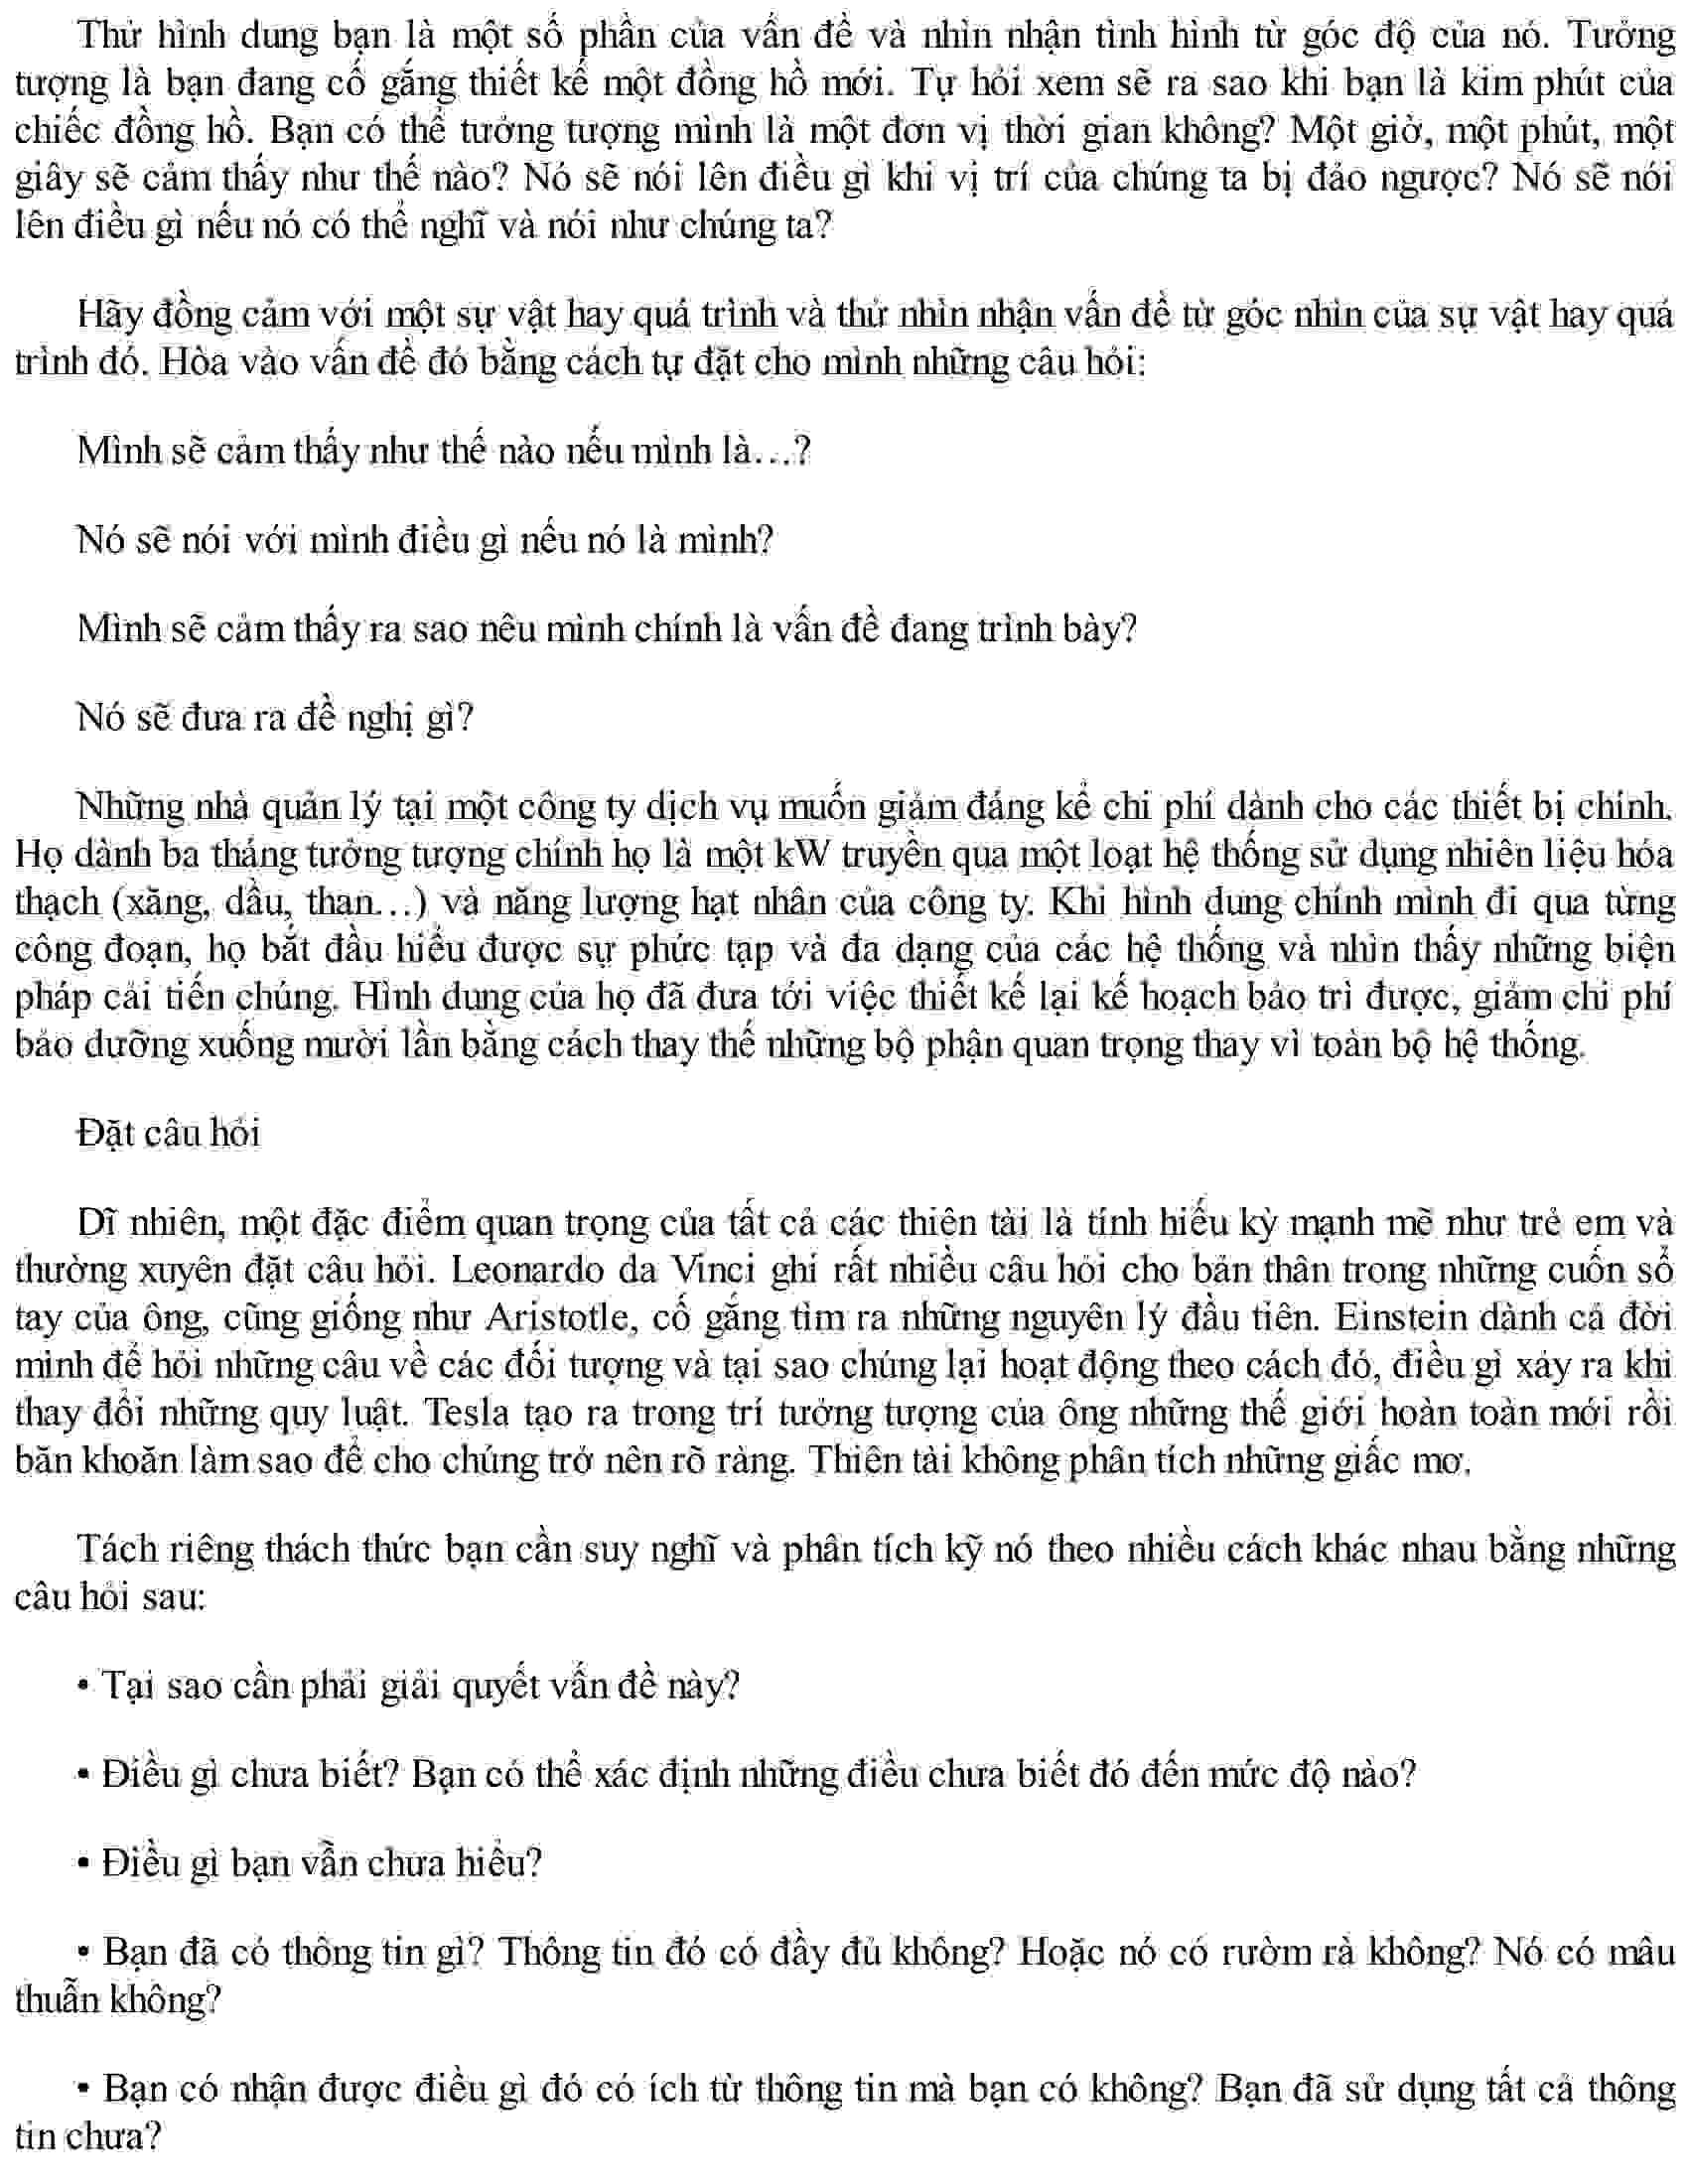 Thử hình dung bạn là một số phần của vấn đề và nhìn nhận tình hình từ góc độ của nó. Tưởng
tượng là bạn đang cố gắng thiết kế một đồng hồ mới. Tự hỏi xem sẽ ra sao khi bạn là kim phút của
chiếc đồng hồ. Bạn có thể tưởng tượng mình là một đơn vị thời gian không? Một giờ, một phút, một
giây sẽ cảm thấy như thế nào? Nó sẽ nói lên điều gì khi vị trí của chúng ta bị đảo ngược? Nó sẽ nói
lên điều gì nếu nó có thể nghĩ và nói như chúng ta?
Hãy đồng cảm với một sự vật hay quá trình và thử nhìn nhận vấn đề từ góc nhìn của sự vật hay quá
trình đó. Hòa vào vấn đề đó bằng cách tự đặt cho mình những câu hỏi:
Mình sẽ cảm thấy như thế nào nếu mình là…?
Nó sẽ nói với mình điều gì nếu nó là mình?
Mình sẽ cảm thấy ra sao nêu mình chính là vấn đề đang trình bày?
Nó sẽ đưa ra đề nghị gì?
Những nhà quản lý tại một công ty dịch vụ muốn giảm đáng kể chi phí dành cho các thiết bị chính.
Họ dành ba tháng tưởng tượng chính họ là một kW truyền qua một loạt hệ thống sử dụng nhiên liệu hóa
thạch (xăng, dầu, than…) và năng lượng hạt nhân của công ty. Khi hình dung chính mình đi qua từng
công đoạn, họ bắt đầu hiểu được sự phức tạp và đa dạng của các hệ thống và nhìn thấy những biện
pháp cải tiến chúng. Hình dung của họ đã đưa tới việc thiết kế lại kế hoạch bảo trì được, giảm chi phí
bảo dưỡng xuống mười lần bằng cách thay thế những bộ phận quan trọng thay vì toàn bộ hệ thống.
Đặt câu hỏi
Dĩ nhiên, một đặc điểm quan trọng của tất cả các thiên tài là tính hiếu kỳ mạnh mẽ như trẻ em và
thường xuyên đặt câu hỏi. Leonardo da Vinci ghi rất nhiều câu hỏi cho bản thân trong những cuốn sổ
tay của ông, cũng giống như Aristotle, cố gắng tìm ra những nguyên lý đầu tiên. Einstein dành cả đời
mình để hỏi những câu về các đối tượng và tại sao chúng lại hoạt động theo cách đó, điều gì xảy ra khi
thay đổi những quy luật. Tesla tạo ra trong trí tưởng tượng của ông những thế giới hoàn toàn mới rồi
băn khoăn làm sao để cho chúng trở nên rõ ràng. Thiên tài không phân tích những giấc mơ.
Tách riêng thách thức bạn cần suy nghĩ và phân tích kỹ nó theo nhiều cách khác nhau bằng những
câu hỏi sau:
• Tại sao cần phải giải quyết vấn đề này?
• Điều gì chưa biết? Bạn có thể xác định những điều chưa biết đó đến mức độ nào?
• Điều gì bạn vẫn chưa hiểu?
• Bạn đã có thông tin gì? Thông tin đó có đầy đủ không? Hoặc nó có rườm rà không? Nó có mâu
thuẫn không?
• Bạn có nhận được điều gì đó có ích từ thông tin mà bạn có không? Bạn đã sử dụng tất cả thông
tin chưa?